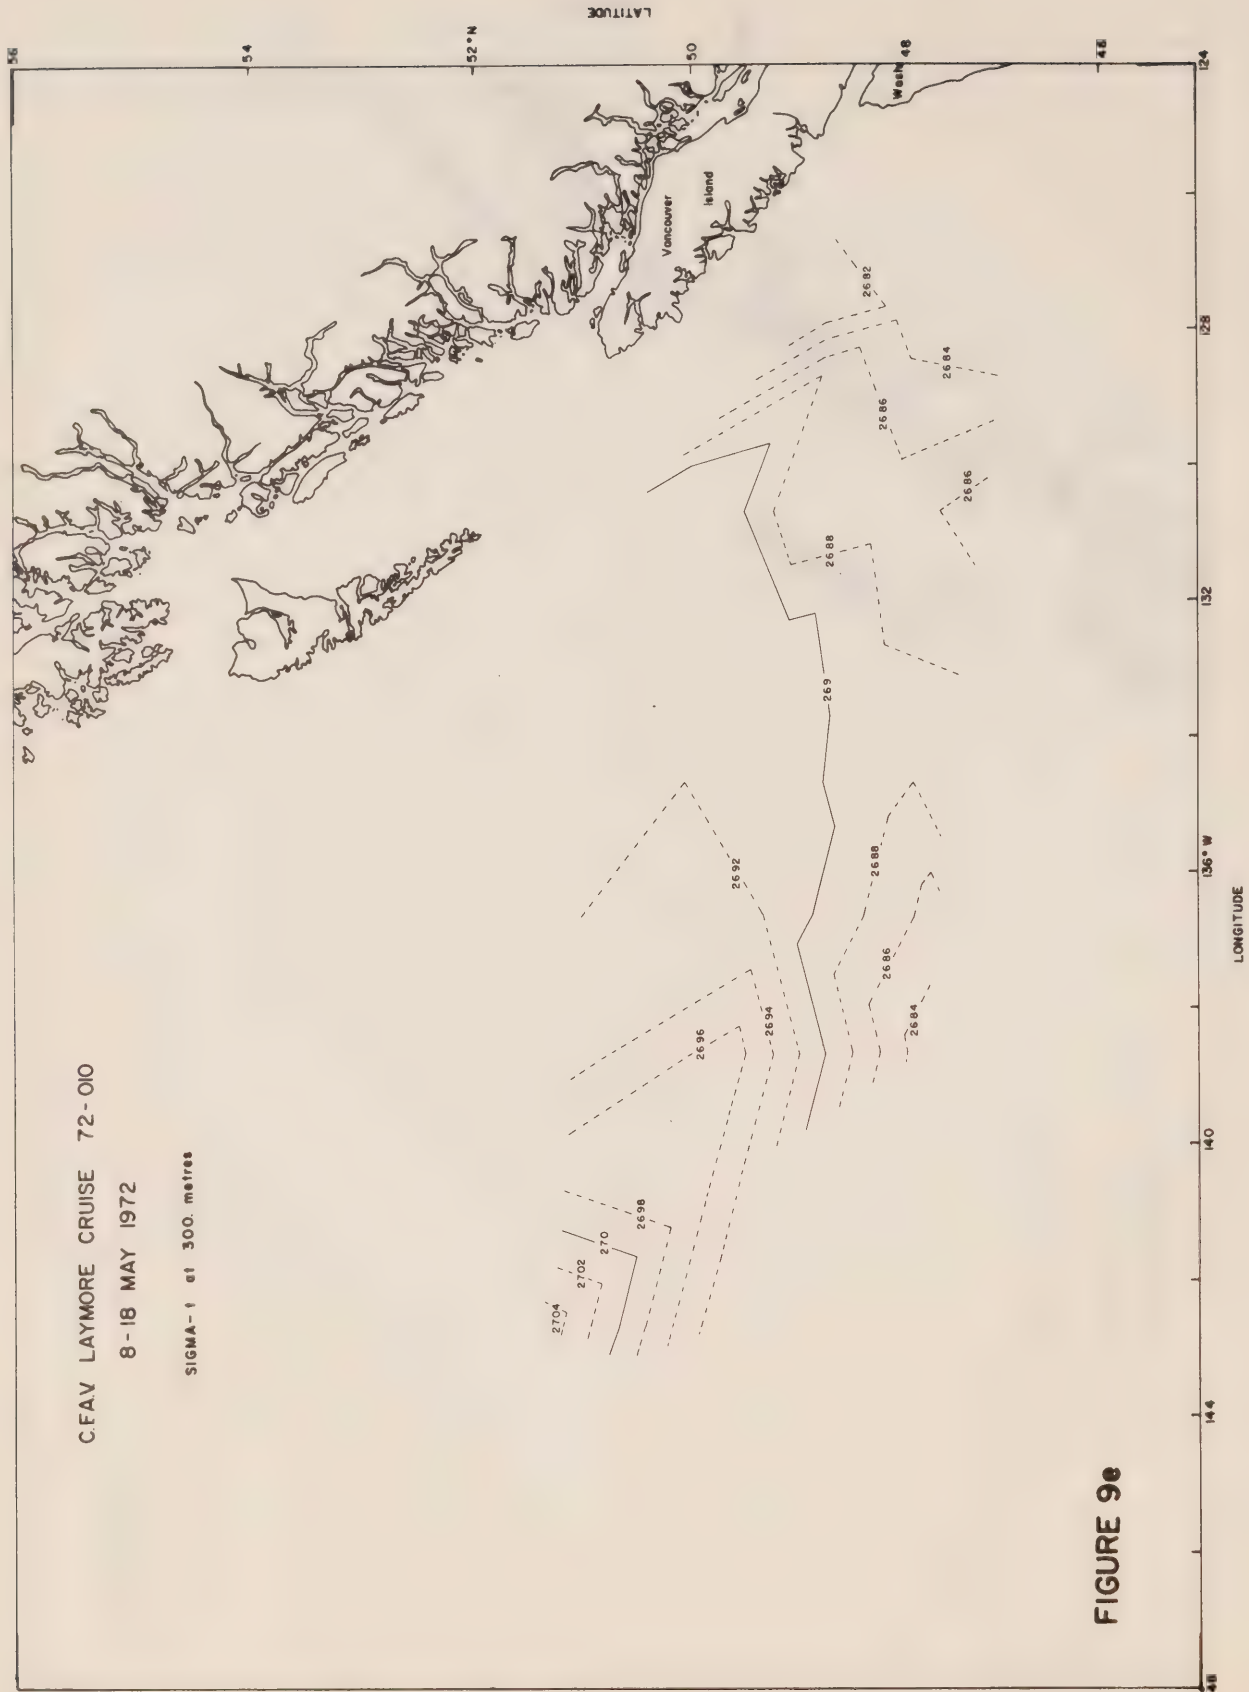 C.F.A.V. LAYMORE CRUISE 72-010
8-18 MAY 1972
SIGMA-t at 300. metres
56
54
52°N
50
48
46
LATITUDE
Vancouver
Island
Wash
2682
2684
2686
2686
2688
269
2692
2688
2686
2684
2694
2696
2698
270
2702
2704
48
144
140
136°W
132
128
124
LONGITUDE
FIGURE 9e